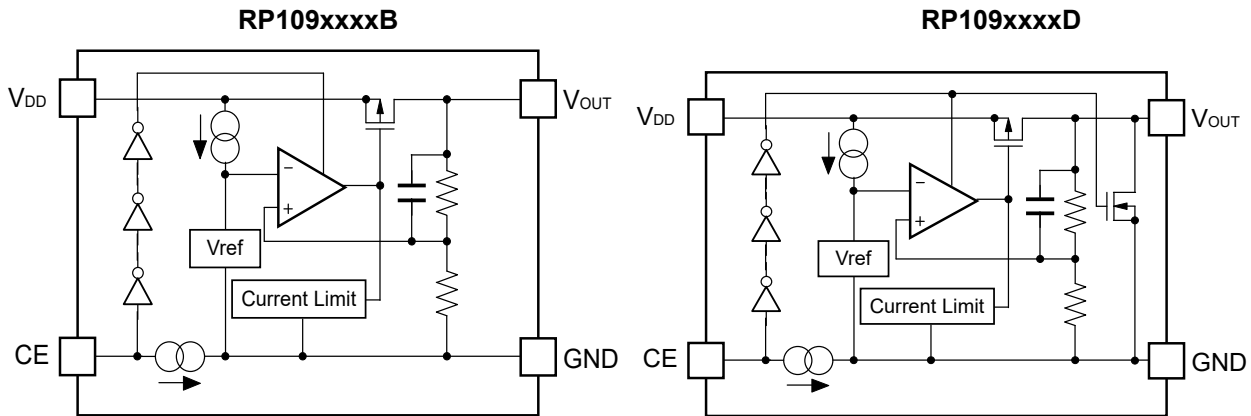 RP109xxxxB
VDD
VOUT
−
+
Vref
Current Limit
CE
GND
RP109xxxxD
VDD
VOUT
−
+
Vref
Current Limit
CE
GND